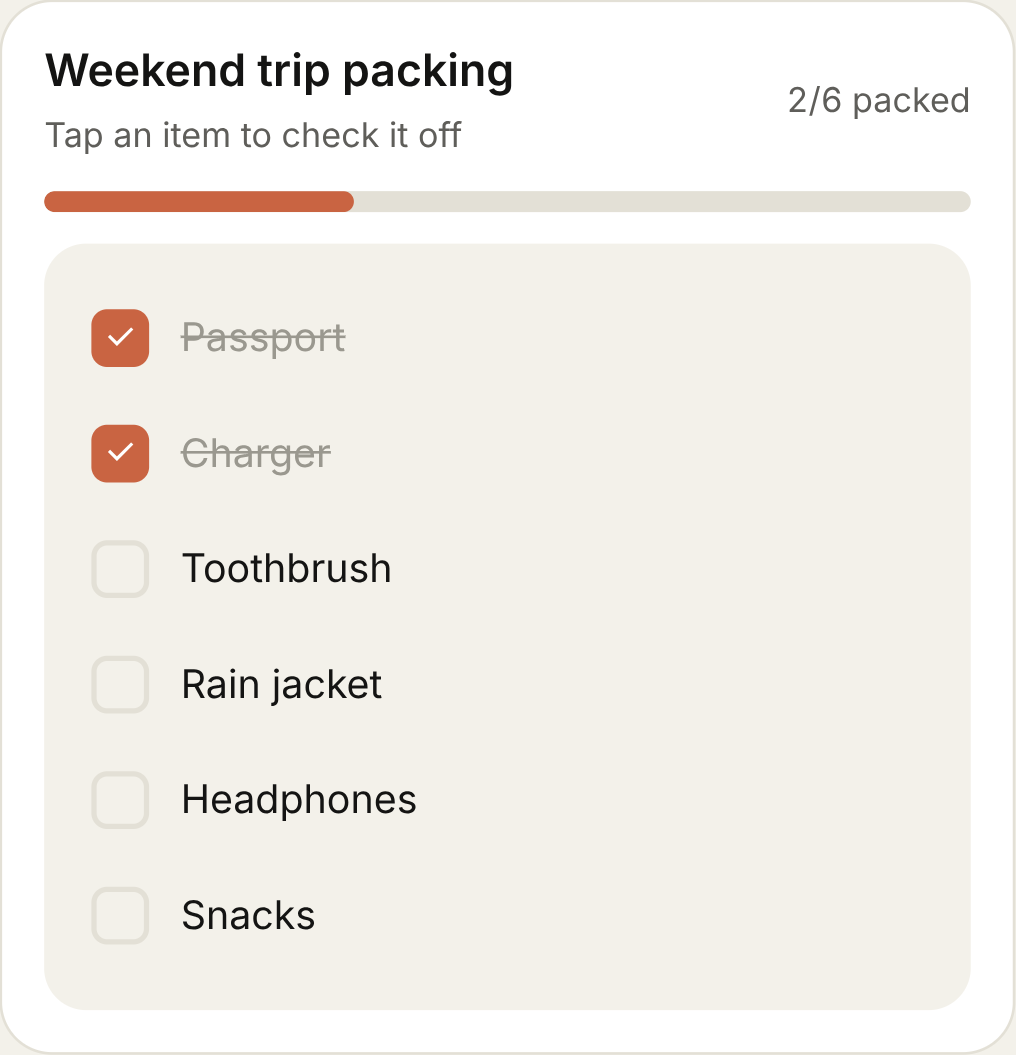 Weekend trip packing
Tap an item to check it off
2/6 packed
Passport
Charger
Toothbrush
Rain jacket
Headphones
Snacks